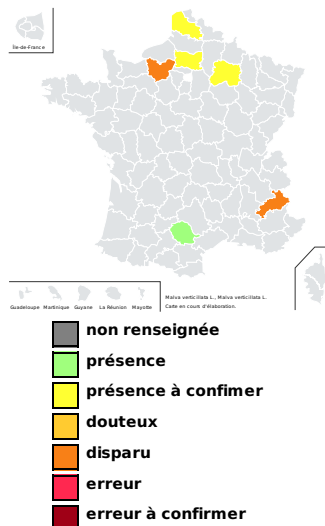 Île-de-France
Guadeloupe Martinique Guyane La Réunion Mayotte
Malva verticillata L., Malva verticillata L.
Carte en cours d'élaboration.
non renseignée
présence
présence à confimer
douteux
disparu
erreur
erreur à confirmer